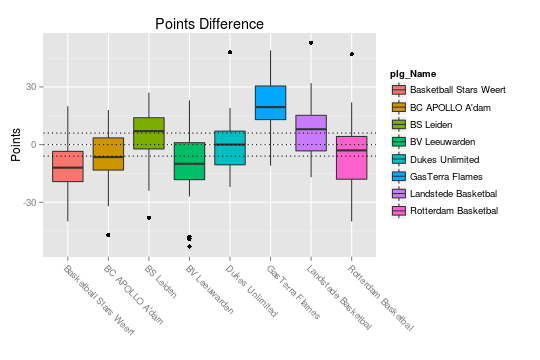 Points Difference
Points
30
0
-30
Basketball Stars Weert
BC APOLLO A'dam
BS Leiden
BV Leeuwarden
Dukes Unlimited
GasTerra Flames
Landstede Basketbal
Rotterdam Basketbal
plg_Name
Basketball Stars Weert
BC APOLLO A'dam
BS Leiden
BV Leeuwarden
Dukes Unlimited
GasTerra Flames
Landstede Basketbal
Rotterdam Basketbal